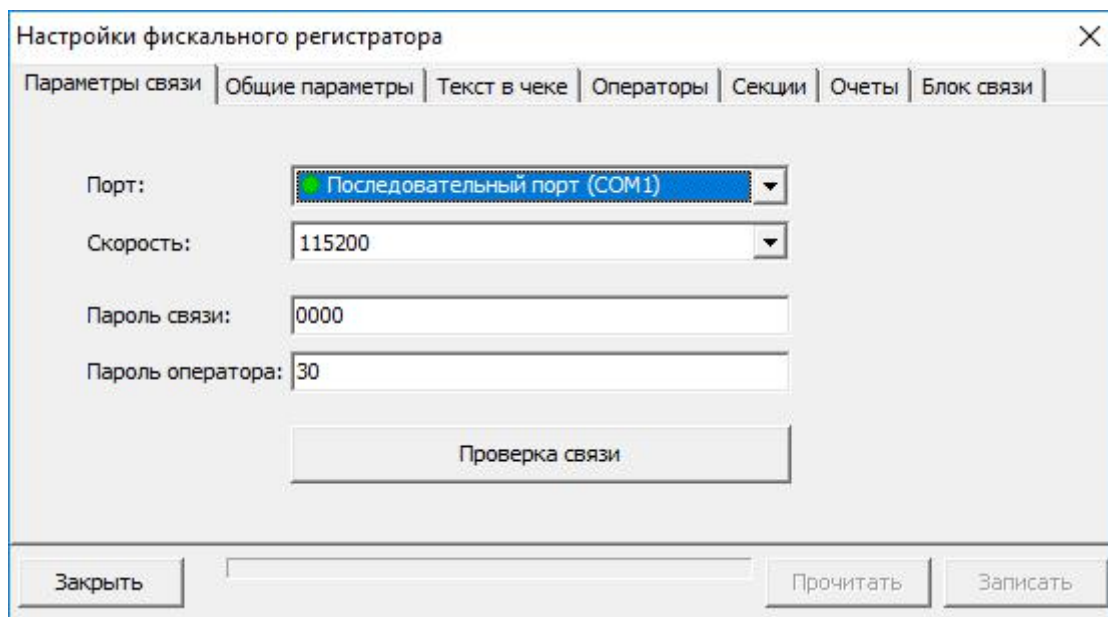 Настройки фискального регистратора
Параметры связи Общие параметры Текст в чеке Операторы Секции Очеты Блок связи
Порт: Последовательный порт (COM1)
Скорость: 115200
Пароль связи: 0000
Пароль оператора: 30
Проверка связи
Закрыть Прочитать Записать